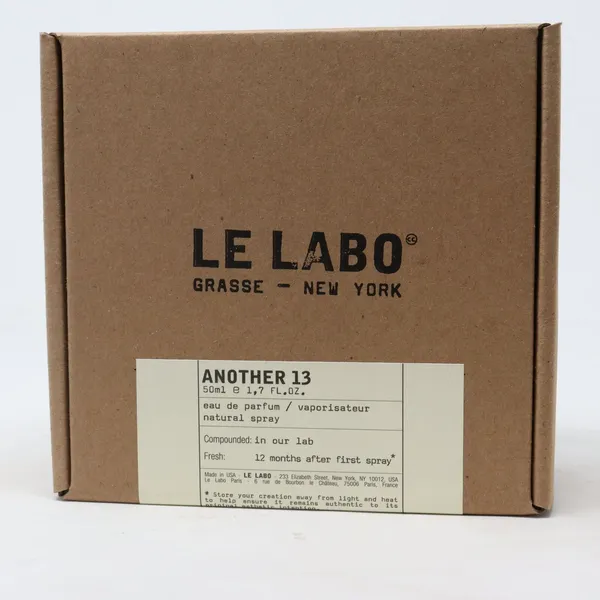 LE LABO
GRASSE — NEW YORK
ANOTHER 13
50ml e 1,7 FL.OZ.
eau de parfum / vaporisateur
natural spray
Compounded: in our lab
Fresh: 12 months after first spray*
Made in USA - LE LABO - 233 Elizabeth Street, New York, NY 10012, USA
Le Labo Paris - 6 rue de Bourbon le Château, 75006 Paris, France
* Store your creation away from light and heat
to help ensure it remains authentic to its
original esthetic intention.